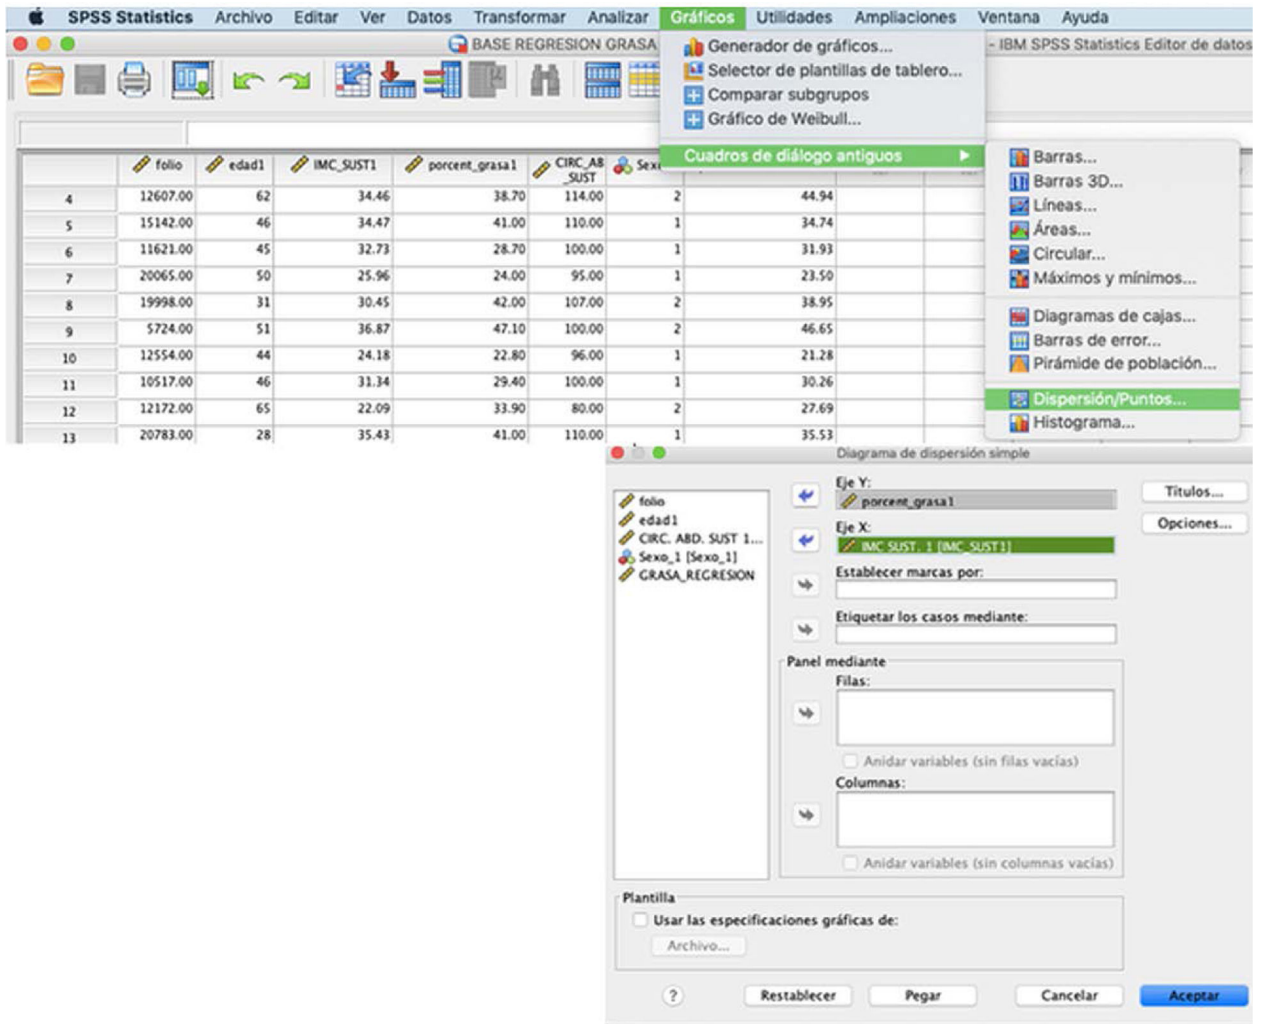 SPSS Statistics Archivo Editar Ver Datos Transformar Analizar Gráficos Utilidades Ampliaciones Ventana Ayuda
BASE REGRESION GRASA - IBM SPSS Statistics Editor de datos
Generador de gráficos...
Selector de plantillas de tablero...
Comparar subgrupos
Gráfico de Weibull...
Cuadros de diálogo antiguos
Barras...
Barras 3D...
Líneas...
Áreas...
Circular...
Máximos y mínimos...
Diagramas de cajas...
Barras de error...
Pirámide de población...
Dispersión/Puntos...
Histograma...
folio edad1 IMC_SUST1 porcent_grasa1 CIRC_AB_SUST Sex
4 12607.00 62 34.46 38.70 114.00 2 44.94
5 15142.00 46 34.47 41.00 110.00 1 34.74
6 11621.00 45 32.73 28.70 100.00 1 31.93
7 20065.00 50 25.96 24.00 95.00 1 23.50
8 19998.00 31 30.45 42.00 107.00 2 38.95
9 5724.00 51 36.87 47.10 100.00 2 46.65
10 12554.00 44 24.18 22.80 96.00 1 21.28
11 10517.00 46 31.34 29.40 100.00 1 30.26
12 12172.00 65 22.09 33.90 80.00 2 27.69
13 20783.00 28 35.43 41.00 110.00 1 35.53
Diagrama de dispersión simple
folio
edad1
CIRC. ABD. SUST 1...
Sexo_1 [Sexo_1]
GRASA_REGRESION
Eje Y:
porcent_grasa1
Eje X:
IMC SUST. 1 [IMC_SUST1]
Establecer marcas por:
Etiquetar los casos mediante:
Panel mediante
Filas:
Anidar variables (sin filas vacías)
Columnas:
Anidar variables (sin columnas vacías)
Títulos...
Opciones...
Plantilla
Usar las especificaciones gráficas de:
Archivo...
? Restablecer Pegar Cancelar Aceptar